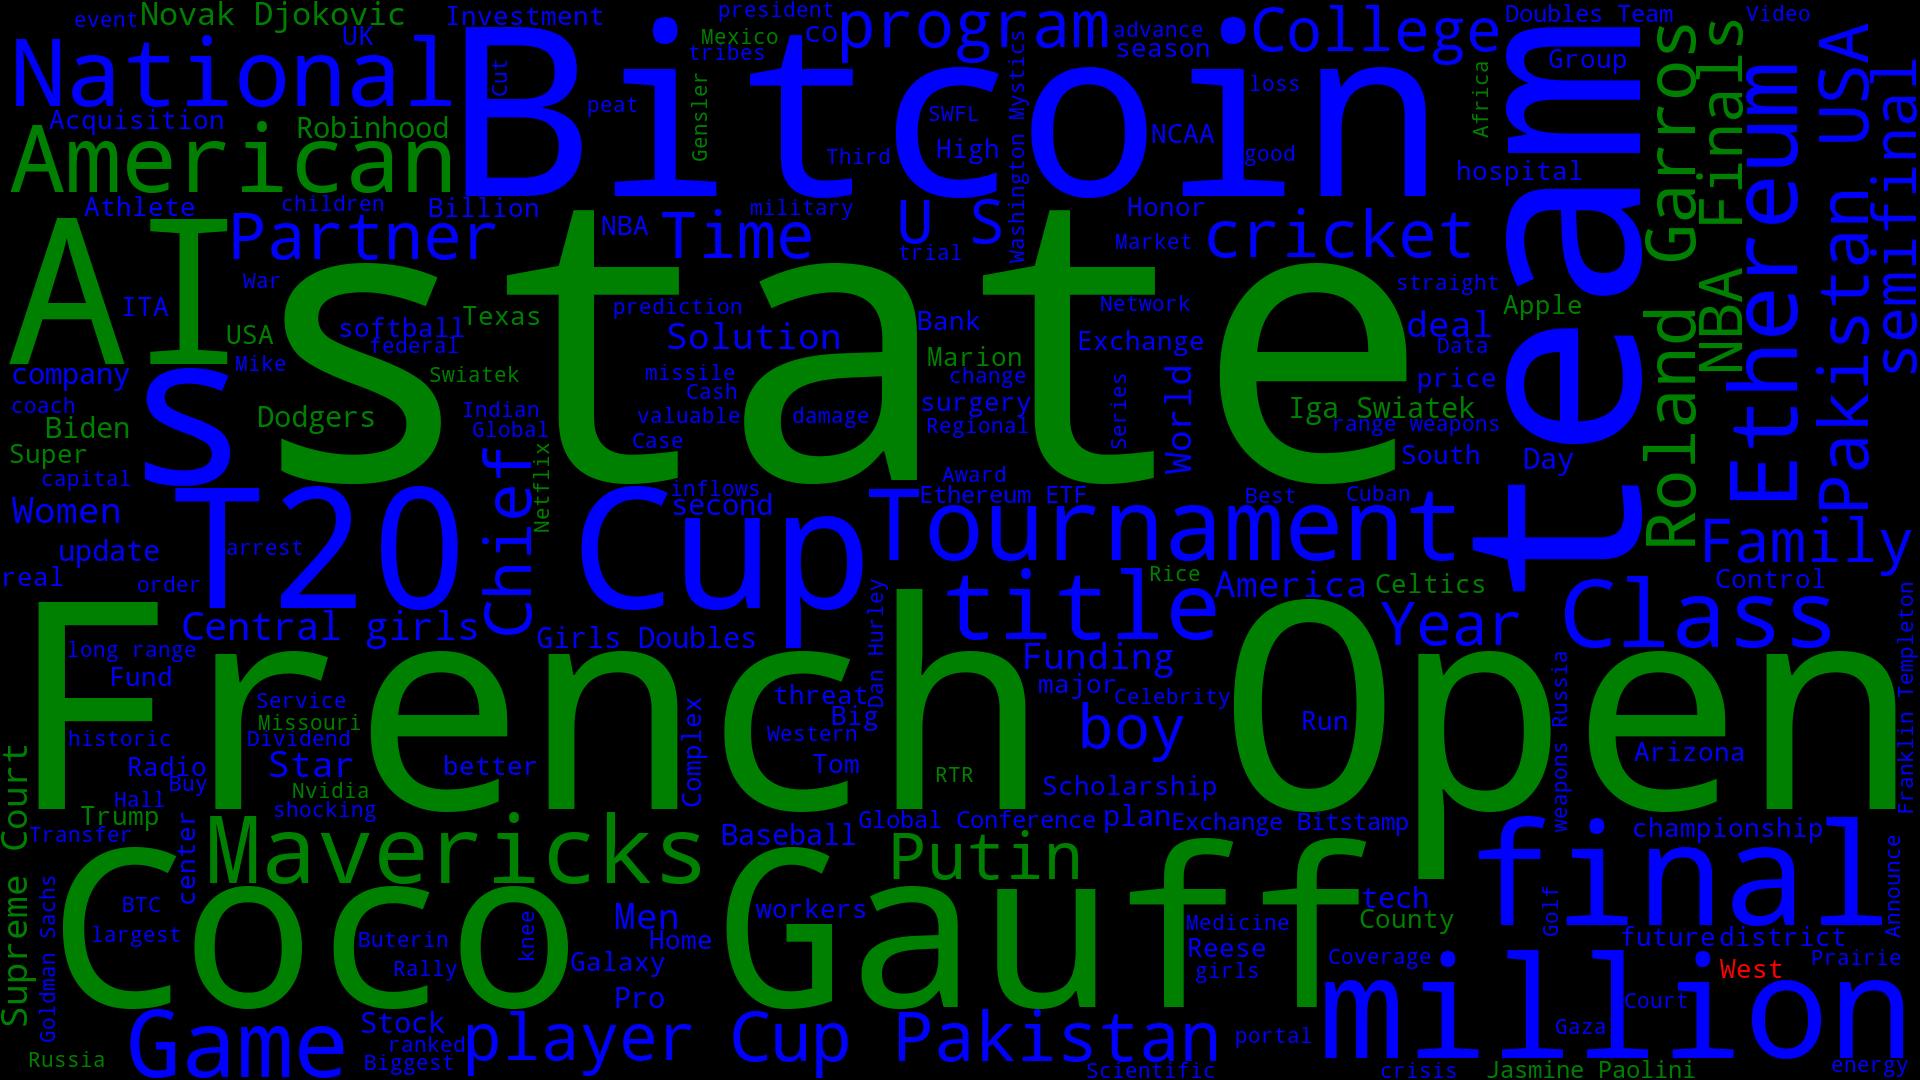 event
Novak Djokovic
Investment
president
program
advance
College
Doubles Team
Video
UK
Mexico
co
season
tribes
National
Bitcoin
Cut
peat
Gensler
SWFL
Washington Mystics
NCAA
loss
Africa
team
Group
Roland Garros
NBA Finals
Ethereum
Pakistan USA
semifinal
Acquisition
Robinhood
American
Third
High
good
hospital
Athlete
children
Billion
NBA
military
Honor
Partner
Time
U S
cricket
Market
trial
War
straight
AI
ITA
state
Texas
prediction
Network
Apple
USA
softball
federal
Solution
Bank
Exchange
deal
Data
Mike
Marion
company
Swiatek
missile
change
price
s
Cash
coach
Dodgers
Indian
Global
valuable
damage
surgery
Regional
Series
World
Iga Swiatek
range weapons
Biden
Case
Super
Netflix
South
Day
capital
Chief
Award
inflows
second
Ethereum ETF
Best
Cuban
Women
T20 Cup
Tournament
Family
update
arrest
real
order
Rice
America
Celtics
Control
title
Year
Class
Central girls
Girls Doubles
Dan Hurley
Franklin Templeton
long range
Funding
Fund
French Open
threat
major
Celebrity
Weapons Russia
Service
Missouri
Complex
Big
boy
Run
historic
Dividend
Western
Arizona
Radio
Star
better
Tom
RTR
Buy
Nvidia
Scholarship
Hall
shocking
Supreme Court
Trump
Transfer
center
Mavericks
Baseball
Global Conference
plan
Exchange Bitstamp
championship
Putin
final
Announce
Goldman Sachs
Coco Gauff
BTC
knee
Men
workers
tech
County
Golf
largest
Buterin
Home
Medicine
Reese
future
district
Rally
Galaxy
girls
Coverage
West
Prairie
Pro
million
Court
Game
Stock
player
Cup Pakistan
portal
Gaza
ranked
Russia
Biggest
Scientific
crisis
Jasmine Paolini
energy